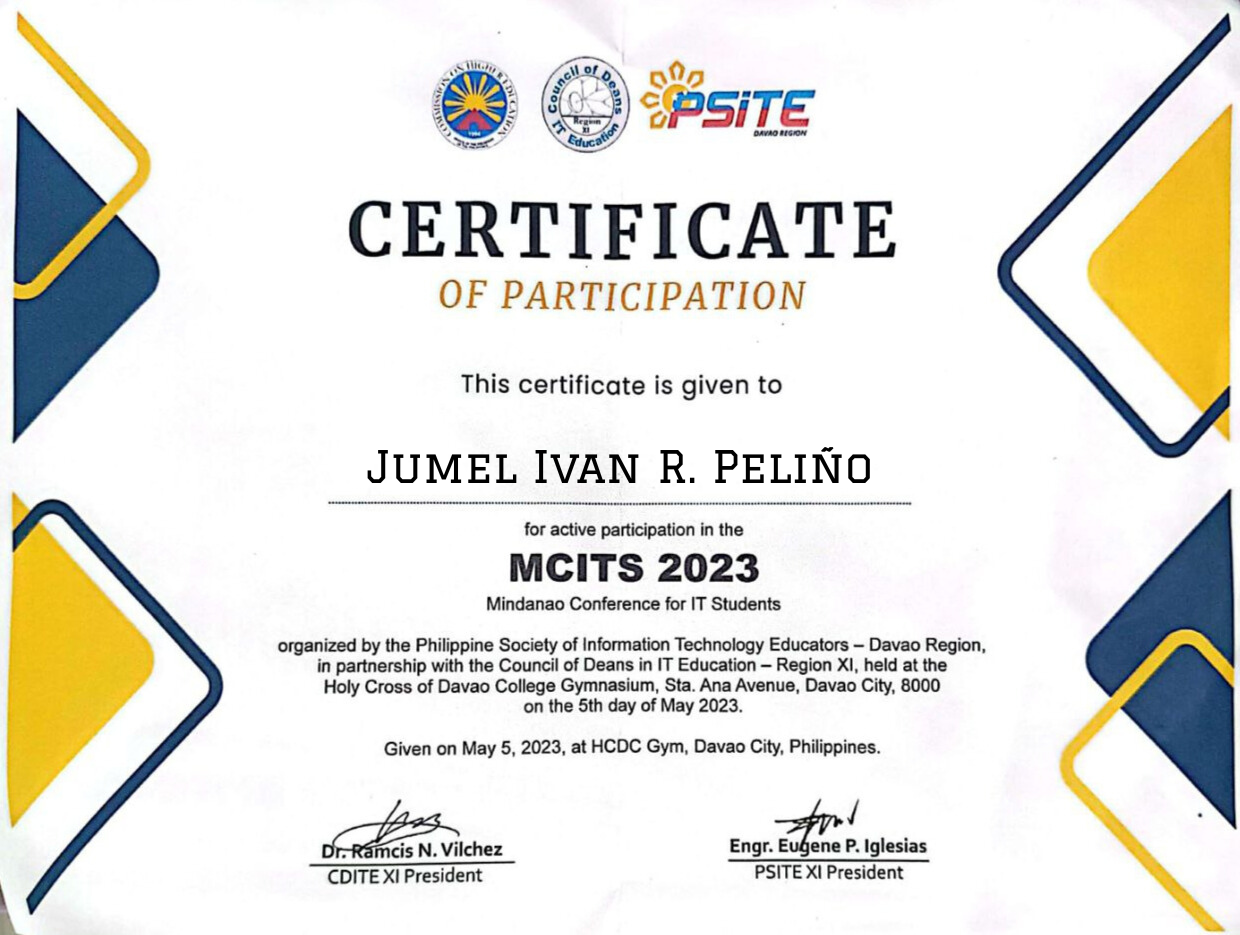 COMMISSION ON HIGHER EDUCATION
1994
Council of Deans
Region
XI
IT Education
PSiTE
DAVAO REGION
CERTIFICATE
OF PARTICIPATION
This certificate is given to
JUMEL IVAN R. PELIÑO
for active participation in the
MCITS 2023
Mindanao Conference for IT Students
organized by the Philippine Society of Information Technology Educators – Davao Region,
in partnership with the Council of Deans in IT Education – Region XI, held at the
Holy Cross of Davao College Gymnasium, Sta. Ana Avenue, Davao City, 8000
on the 5th day of May 2023.
Given on May 5, 2023, at HCDC Gym, Davao City, Philippines.
Dr. Ramcis N. Vilchez
CDITE XI President
Engr. Eugene P. Iglesias
PSITE XI President